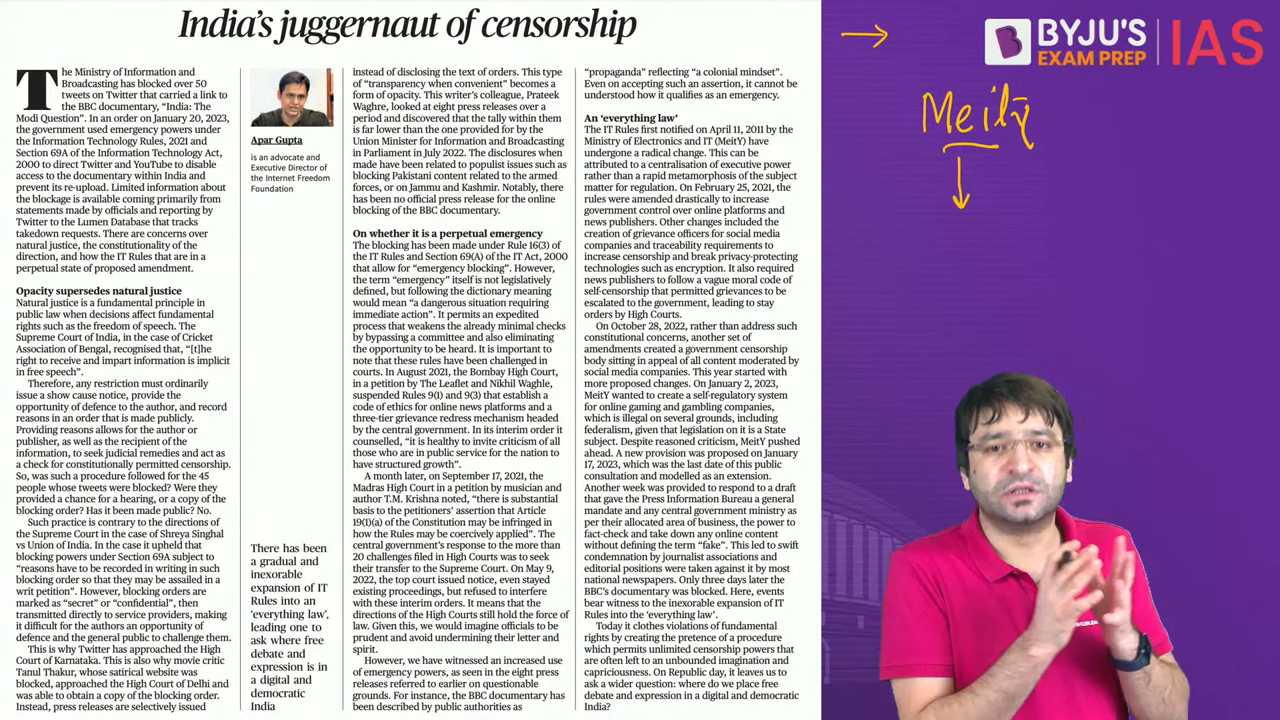 India's juggernaut of censorship
The Ministry of Information and
Broadcasting has blocked over 50
tweets on Twitter that carried a link to
the BBC documentary, “India: The
Modi Question”. In an order on January 20, 2023,
the government used emergency powers under
the Information Technology Rules, 2021 and
Section 69A of the Information Technology Act,
2000 to direct Twitter and YouTube to disable
access to the documentary within India and
prevent its re-upload. Limited information about
the blockage is available coming primarily from
statements made by officials and reporting by
Twitter to the Lumen Database that tracks
takedown requests. There are concerns over
natural justice, the constitutionality of the
direction, and how the IT Rules that are in a
perpetual state of proposed amendment.
Opacity supersedes natural justice
Natural justice is a fundamental principle in
public law when decisions affect fundamental
rights such as the freedom of speech. The
Supreme Court of India, in the case of Cricket
Association of Bengal, recognised that, “[t]he
right to receive and impart information is implicit
in free speech”.
Therefore, any restriction must ordinarily
issue a show cause notice, provide the
opportunity of defence to the author, and record
reasons in an order that is made publicly.
Providing reasons allows for the author or
publisher, as well as the recipient of the
information, to seek judicial remedies and act as
a check for constitutionally permitted censorship.
So, was such a procedure followed for the 45
people whose tweets were blocked? Were they
provided a chance for a hearing, or a copy of the
blocking order? Has it been made public? No.
Such practice is contrary to the directions of
the Supreme Court in the case of Shreya Singhal
vs Union of India. In the case it upheld that
blocking powers under Section 69A subject to
“reasons have to be recorded in writing in such
blocking order so that they may be assailed in a
writ petition”. However, blocking orders are
marked as “secret” or “confidential”, then
transmitted directly to service providers, making
it difficult for the authors an opportunity of
defence and the general public to challenge them.
This is why Twitter has approached the High
Court of Karnataka. This is also why movie critic
Tanul Thakur, whose satirical website was
blocked, approached the High Court of Delhi and
was able to obtain a copy of the blocking order.
Instead, press releases are selectively issued
Apar Gupta
is an advocate and
Executive Director of
the Internet Freedom
Foundation
There has been
a gradual and
inexorable
expansion of IT
Rules into an
‘everything law’,
leading one to
ask where free
debate and
expression is in
a digital and
democratic
India
instead of disclosing the text of orders. This type
of “transparency when convenient” becomes a
form of opacity. This writer's colleague, Prateek
Waghre, looked at eight press releases over a
period and discovered that the tally within them
is far lower than the one provided for by the
Union Minister for Information and Broadcasting
in Parliament in July 2022. The disclosures when
made have been related to populist issues such as
blocking Pakistani content related to the armed
forces, or on Jammu and Kashmir. Notably, there
has been no official press release for the online
blocking of the BBC documentary.
On whether it is a perpetual emergency
The blocking has been made under Rule 16(3) of
the IT Rules and Section 69(A) of the IT Act, 2000
that allow for “emergency blocking”. However,
the term “emergency” itself is not legislatively
defined, but following the dictionary meaning
would mean “a dangerous situation requiring
immediate action”. It permits an expedited
process that weakens the already minimal checks
by bypassing a committee and also eliminating
the opportunity to be heard. It is important to
note that these rules have been challenged in
courts. In August 2021, the Bombay High Court,
in a petition by The Leaflet and Nikhil Waghle,
suspended Rules 9(1) and 9(3) that establish a
code of ethics for online news platforms and a
three-tier grievance redress mechanism headed
by the central government. In its interim order it
counselled, “it is healthy to invite criticism of all
those who are in public service for the nation to
have structured growth”.
A month later, on September 17, 2021, the
Madras High Court in a petition by musician and
author T.M. Krishna noted, “there is substantial
basis to the petitioners' assertion that Article
19(1)(a) of the Constitution may be infringed in
how the Rules may be coercively applied”. The
central government's response to the more than
20 challenges filed in High Courts was to seek
their transfer to the Supreme Court. On May 9,
2022, the top court issued notice, even stayed
existing proceedings, but refused to interfere
with these interim orders. It means that the
directions of the High Courts still hold the force of
law. Given this, we would imagine officials to be
prudent and avoid undermining their letter and
spirit.
However, we have witnessed an increased use
of emergency powers, as seen in the eight press
releases referred to earlier on questionable
grounds. For instance, the BBC documentary has
been described by public authorities as
“propaganda” reflecting “a colonial mindset”.
Even on accepting such an assertion, it cannot be
understood how it qualifies as an emergency.
An ‘everything law’
The IT Rules first notified on April 11, 2011 by the
Ministry of Electronics and IT (MeitY) have
undergone a radical change. This can be
attributed to a centralisation of executive power
rather than a rapid metamorphosis of the subject
matter for regulation. On February 25, 2021, the
rules were amended drastically to increase
government control over online platforms and
news publishers. Other changes included the
creation of grievance officers for social media
companies and traceability requirements to
increase censorship and break privacy-protecting
technologies such as encryption. It also required
news publishers to follow a vague moral code of
self-censorship that permitted grievances to be
escalated to the government, leading to stay
orders by High Courts.
On October 28, 2022, rather than address such
constitutional concerns, another set of
amendments created a government censorship
body sitting in appeal of all content moderated by
social media companies. This year started with
more proposed changes. On January 2, 2023,
MeitY wanted to create a self-regulatory system
for online gaming and gambling companies,
which is illegal on several grounds, including
federalism, given that legislation on it is a State
subject. Despite reasoned criticism, MeitY pushed
ahead. A new provision was proposed on January
17, 2023, which was the last date of this public
consultation and modelled as an extension.
Another week was provided to respond to a draft
that gave the Press Information Bureau a general
mandate and any central government ministry as
per their allocated area of business, the power to
fact-check and take down any online content
without defining the term “fake”. This led to swift
condemnation by journalist associations and
editorial positions were taken against it by most
national newspapers. Only three days later the
BBC's documentary was blocked. Here, events
bear witness to the inexorable expansion of IT
Rules into the ‘everything law’.
Today it clothes violations of fundamental
rights by creating the pretence of a procedure
which permits unlimited censorship powers that
are often left to an unbounded imagination and
capriciousness. On Republic day, it leaves us to
ask a wider question: where do we place free
debate and expression in a digital and democratic
India?
BYJU'S
EXAM PREP
IAS
MeitY